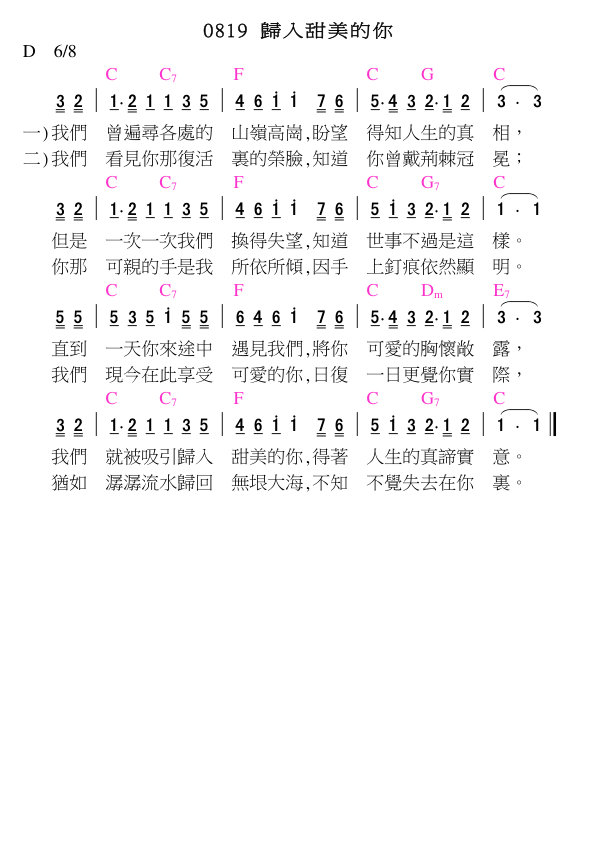 0819 歸入甜美的你
D 6/8
C C7 F C G C
3 2 | 1·2 1 1 3 5 | 4 6 i i 7 6 | 5·4 3 2·1 2 | 3 · 3
一)我們 曾遍尋各處的 山嶺高崗,盼望 得知人生的真 相，
二)我們 看見你那復活 裏的榮臉,知道 你曾戴荊棘冠 冕；
C C7 F C G7 C
3 2 | 1·2 1 1 3 5 | 4 6 i i 7 6 | 5 i 3 2·1 2 | 1 · 1
但是 一次一次我們 換得失望,知道 世事不過是這 樣。
你那 可親的手是我 所依所傾,因手 上釘痕依然顯 明。
C C7 F C Dm E7
5 5 | 5 3 5 i 5 5 | 6 4 6 i 7 6 | 5·4 3 2·1 2 | 3 · 3
直到 一天你來途中 遇見我們,將你 可愛的胸懷敞 露，
我們 現今在此享受 可愛的你,日復 一日更覺你實 際，
C C7 F C G7 C
3 2 | 1·2 1 1 3 5 | 4 6 i i 7 6 | 5 i 3 2·1 2 | 1 · 1 ‖
我們 就被吸引歸入 甜美的你,得著 人生的真諦實 意。
猶如 潺潺流水歸回 無垠大海,不知 不覺失去在你 裏。